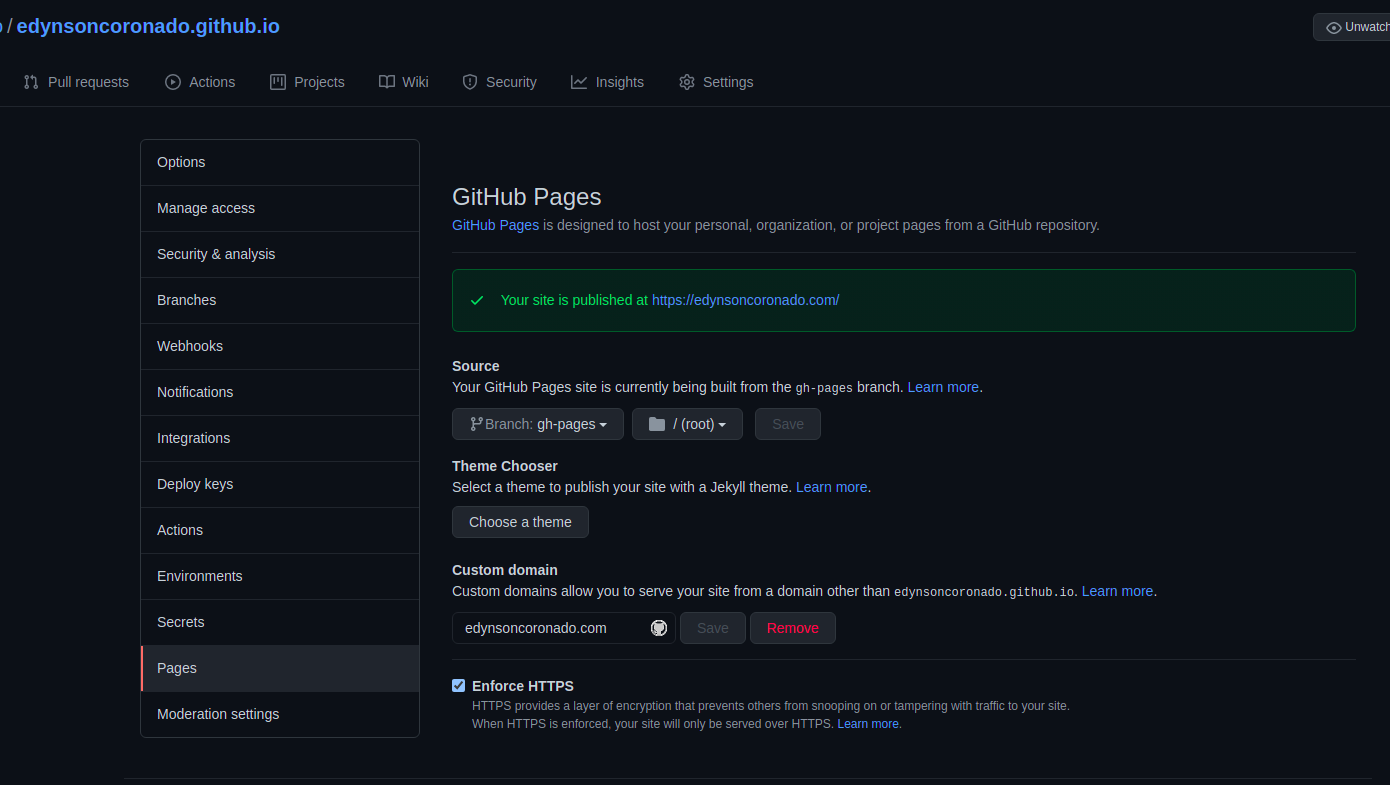 / edynsoncoronado.github.io
Unwatch
Pull requests Actions Projects Wiki Security Insights Settings
Options
Manage access
Security & analysis
Branches
Webhooks
Notifications
Integrations
Deploy keys
Actions
Environments
Secrets
Pages
Moderation settings
GitHub Pages
GitHub Pages is designed to host your personal, organization, or project pages from a GitHub repository.
Your site is published at https://edynsoncoronado.com/
Source
Your GitHub Pages site is currently being built from the gh-pages branch. Learn more.
Branch: gh-pages / (root) Save
Theme Chooser
Select a theme to publish your site with a Jekyll theme. Learn more.
Choose a theme
Custom domain
Custom domains allow you to serve your site from a domain other than edynsoncoronado.github.io. Learn more.
edynsoncoronado.com Save Remove
Enforce HTTPS
HTTPS provides a layer of encryption that prevents others from snooping on or tampering with traffic to your site.
When HTTPS is enforced, your site will only be served over HTTPS. Learn more.